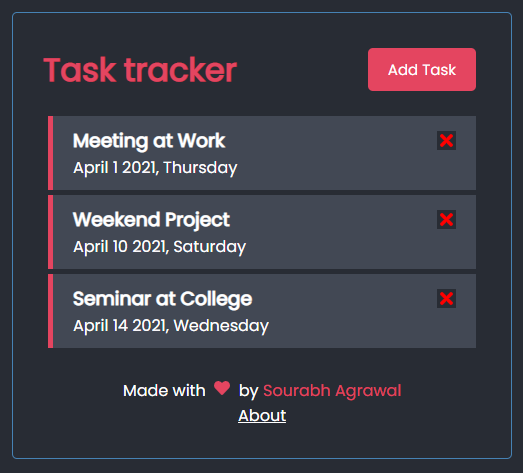 Task tracker
Add Task
Meeting at Work
April 1 2021, Thursday
Weekend Project
April 10 2021, Saturday
Seminar at College
April 14 2021, Wednesday
Made with ❤ by Sourabh Agrawal
About